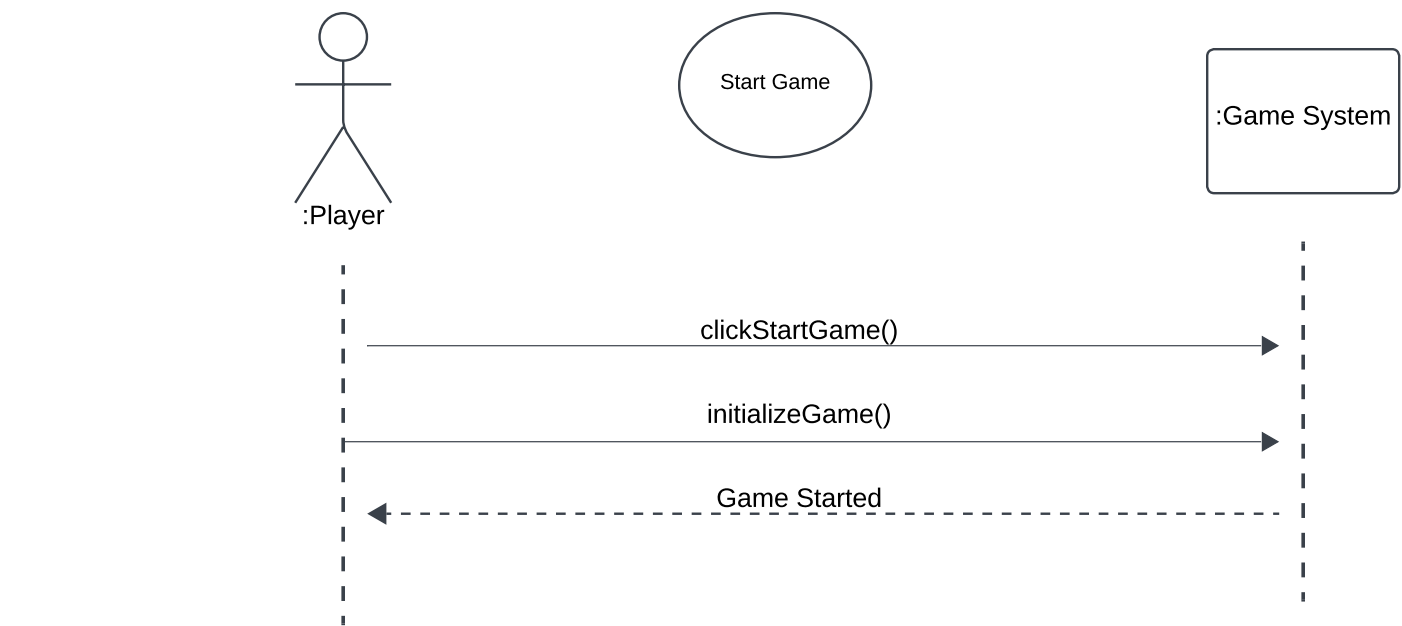 Start Game
:Game System
:Player
clickStartGame()
initializeGame()
Game Started